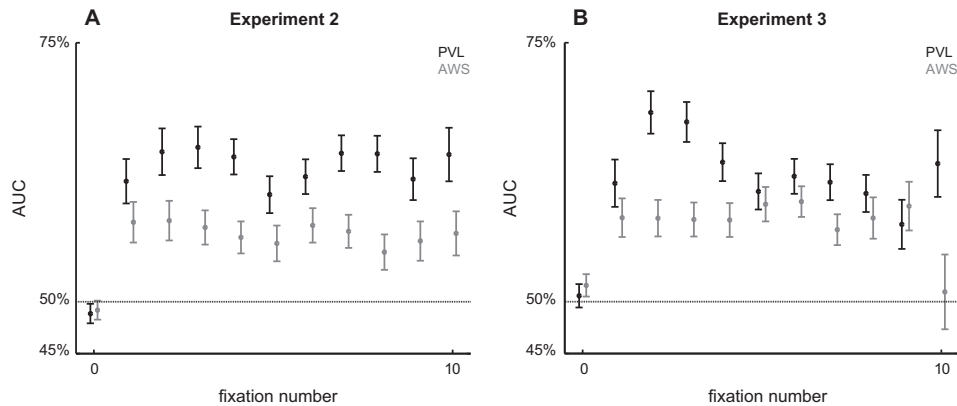 A
Experiment 2
75%
PVL
AWS
AUC
50%
45%
0
10
fixation number
B
Experiment 3
75%
PVL
AWS
AUC
50%
45%
0
10
fixation number